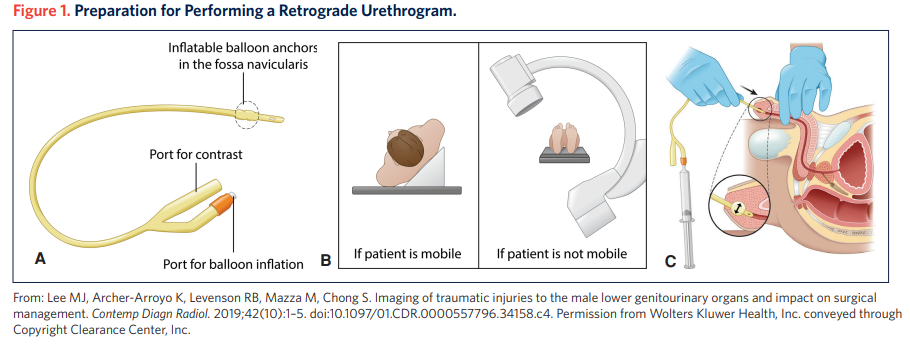 Figure 1. Preparation for Performing a Retrograde Urethrogram.
Inflatable balloon anchors
in the fossa navicularis
Port for contrast
Port for balloon inflation
A
If patient is mobile
If patient is not mobile
B
C
From: Lee MJ, Archer-Arroyo K, Levenson RB, Mazza M, Chong S. Imaging of traumatic injuries to the male lower genitourinary organs and impact on surgical
management. Contemp Diagn Radiol. 2019;42(10):1–5. doi:10.1097/01.CDR.0000557796.34158.c4. Permission from Wolters Kluwer Health, Inc. conveyed through
Copyright Clearance Center, Inc.